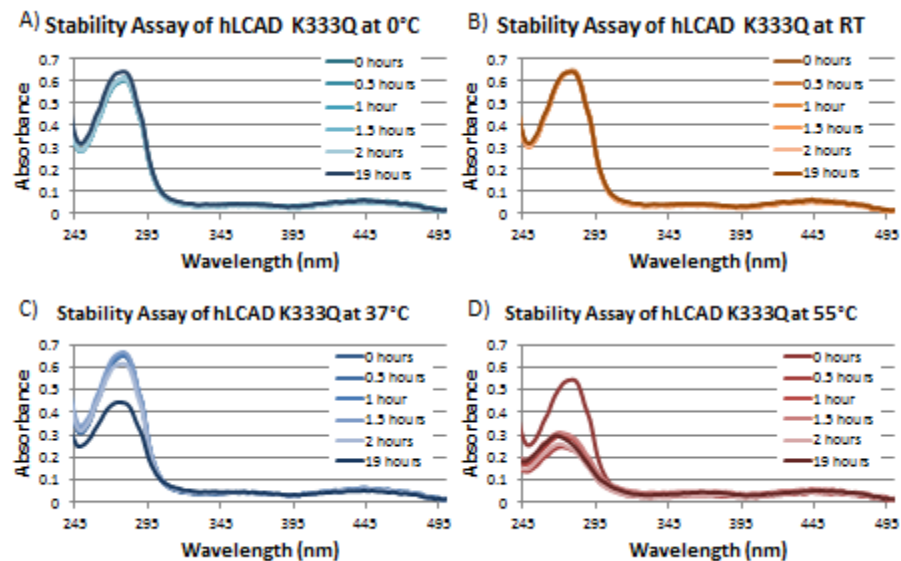 A) Stability Assay of hLCAD K333Q at 0°C
0.7
0.6
0.5
0.4
0.3
0.2
0.1
0
Absorbance
0 hours
0.5 hours
1 hour
1.5 hours
2 hours
19 hours
245 295 345 395 445 495
Wavelength (nm)
B) Stability Assay of hLCAD K333Q at RT
0.7
0.6
0.5
0.4
0.3
0.2
0.1
0
Absorbance
0 hours
0.5 hours
1 hour
1.5 hours
2 hours
19 hours
245 295 345 395 445 495
Wavelength (nm)
C) Stability Assay of hLCAD K333Q at 37°C
0.7
0.6
0.5
0.4
0.3
0.2
0.1
0
Absorbance
0 hours
0.5 hours
1 hour
1.5 hours
2 hours
19 hours
245 295 345 395 445 495
Wavelength (nm)
D) Stability Assay of hLCAD K333Q at 55°C
0.7
0.6
0.5
0.4
0.3
0.2
0.1
0
Absorbance
0 hours
0.5 hours
1 hour
1.5 hours
2 hours
19 hours
245 295 345 395 445 495
Wavelength (nm)